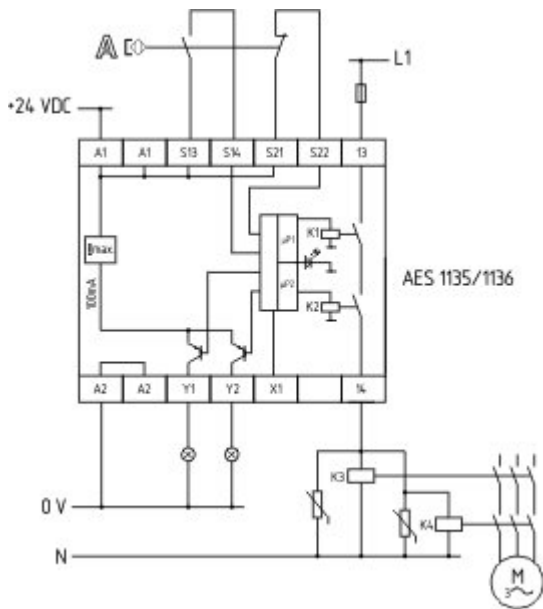 A
L1
+24 VDC
A1 A1 S13 S14 S21 S22 13
Imax.
100mA
µP1
µP2
K1
K2
AES 1135/1136
A2 A2 Y1 Y2 X1 14
K3
K4
0 V
N
M
3~